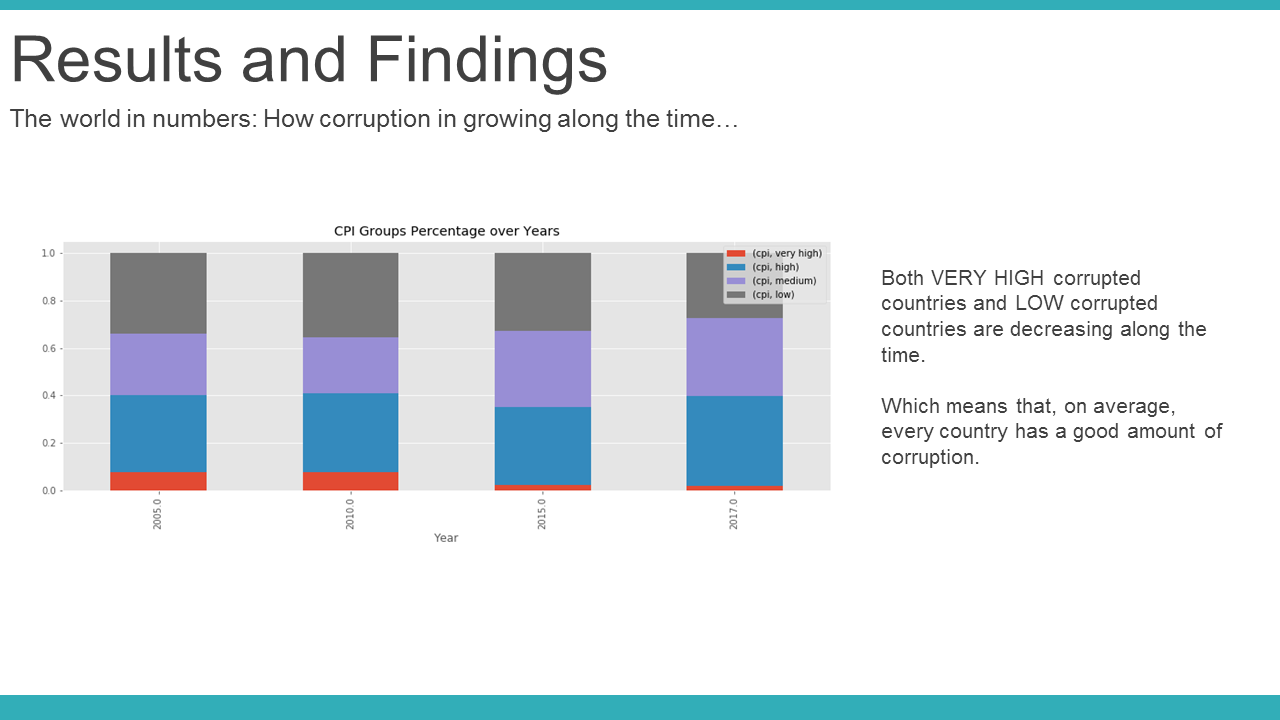 Results and Findings
The world in numbers: How corruption in growing along the time…
CPI Groups Percentage over Years
1.0
0.8
0.6
0.4
0.2
0.0
(cpi, very high)
(cpi, high)
(cpi, medium)
(cpi, low)
2005.0
2010.0
2015.0
2017.0
Year
Both VERY HIGH corrupted
countries and LOW corrupted
countries are decreasing along the
time.
Which means that, on average,
every country has a good amount of
corruption.